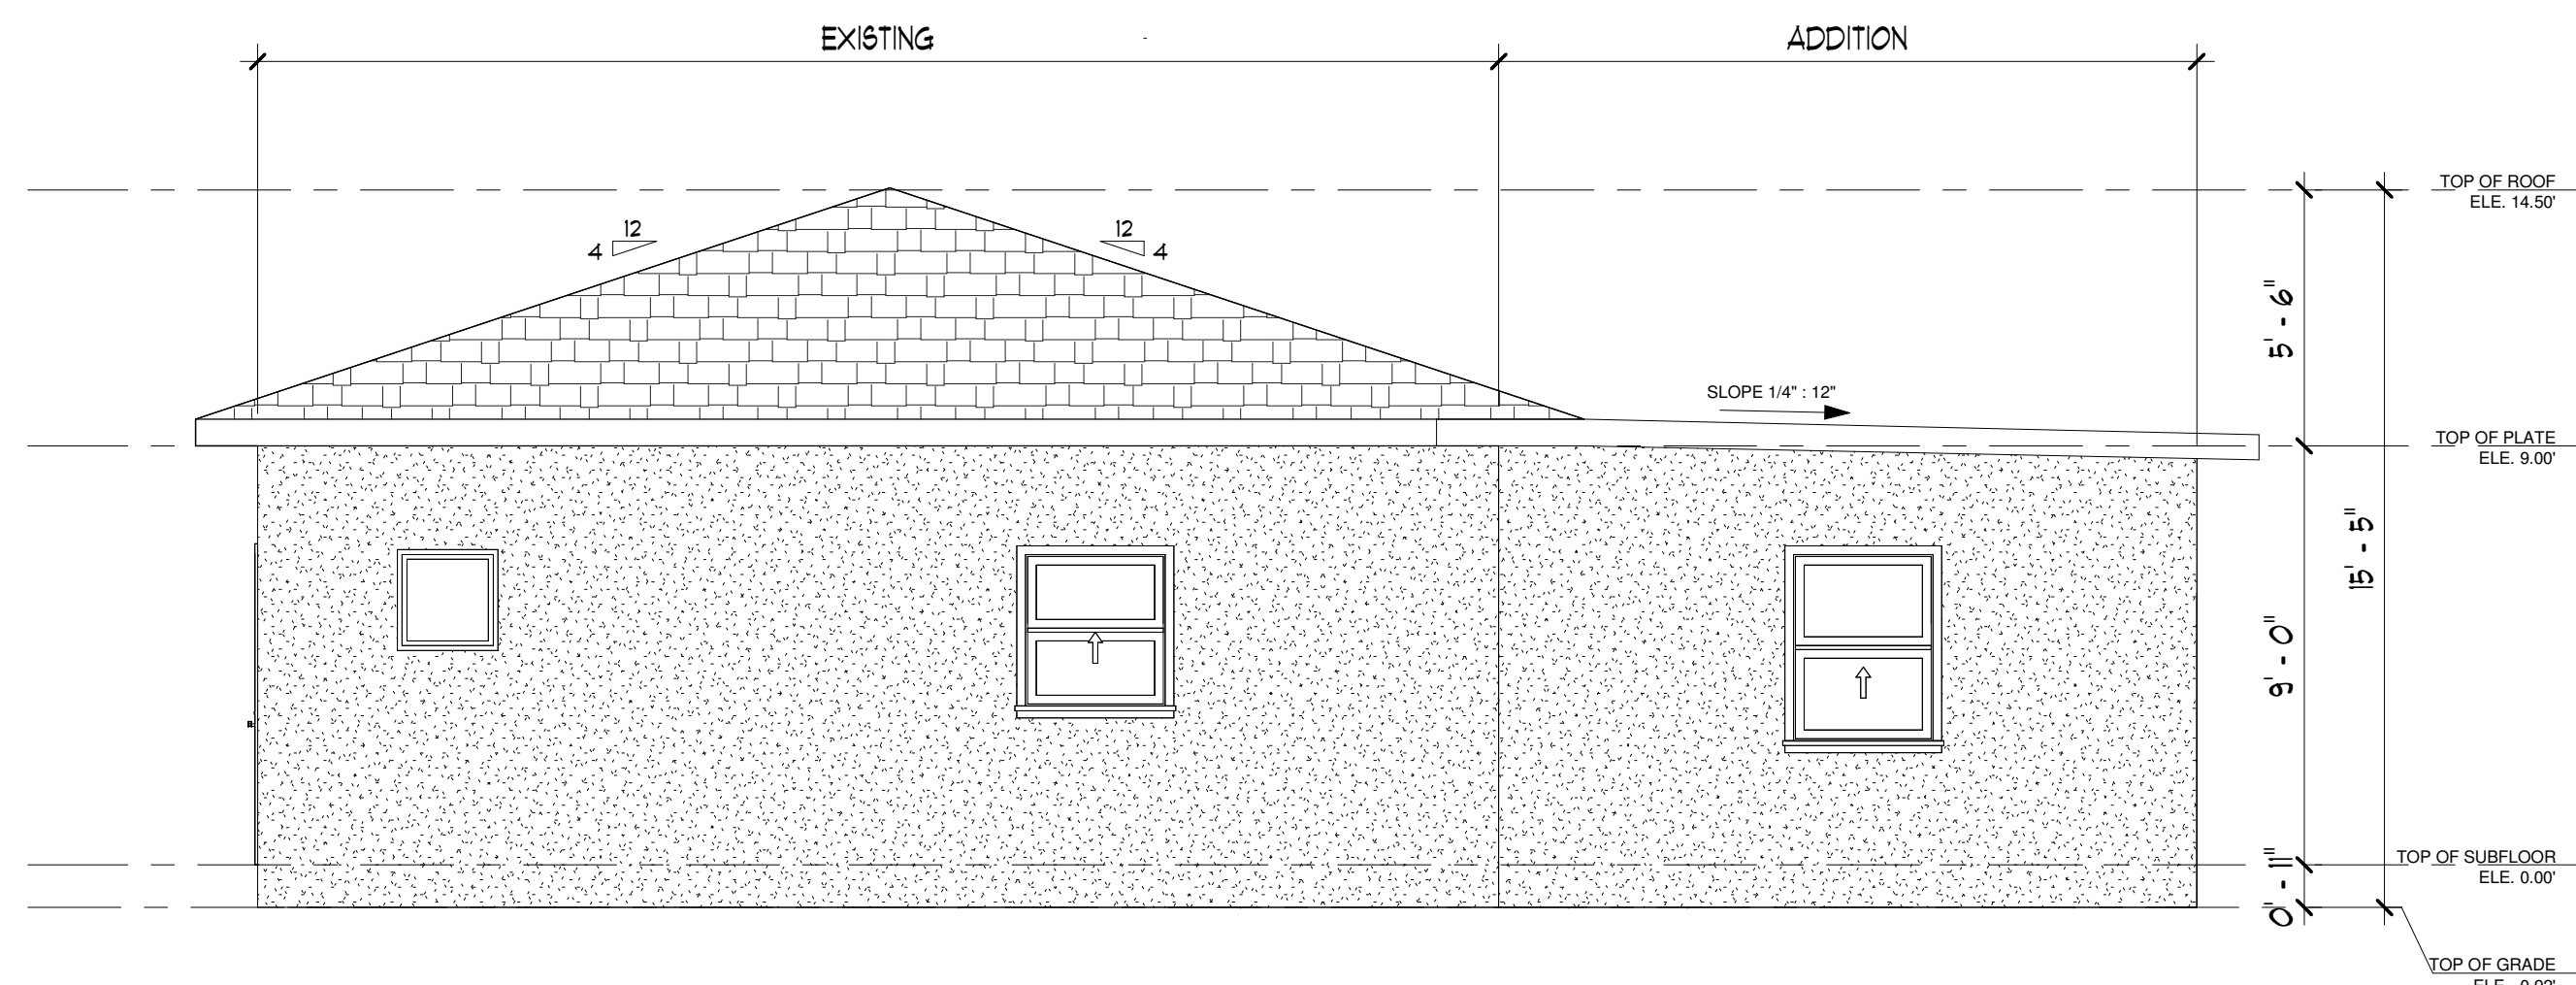 EXISTING
ADDITION
TOP OF ROOF
ELE. 14.50'
12
4
12
4
5' - 6"
SLOPE 1/4" : 12"
TOP OF PLATE
ELE. 9.00'
15' - 5"
9' - 0"
TOP OF SUBFLOOR
ELE. 0.00'
0' - 11"
TOP OF GRADE